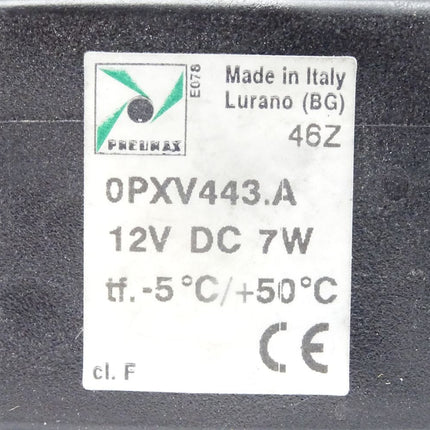 PNEUMAX
E078
Made in Italy
Lurano (BG)
46Z
0PXV443.A
12V DC 7W
tf. -5°C/+50°C
CE
cl. F